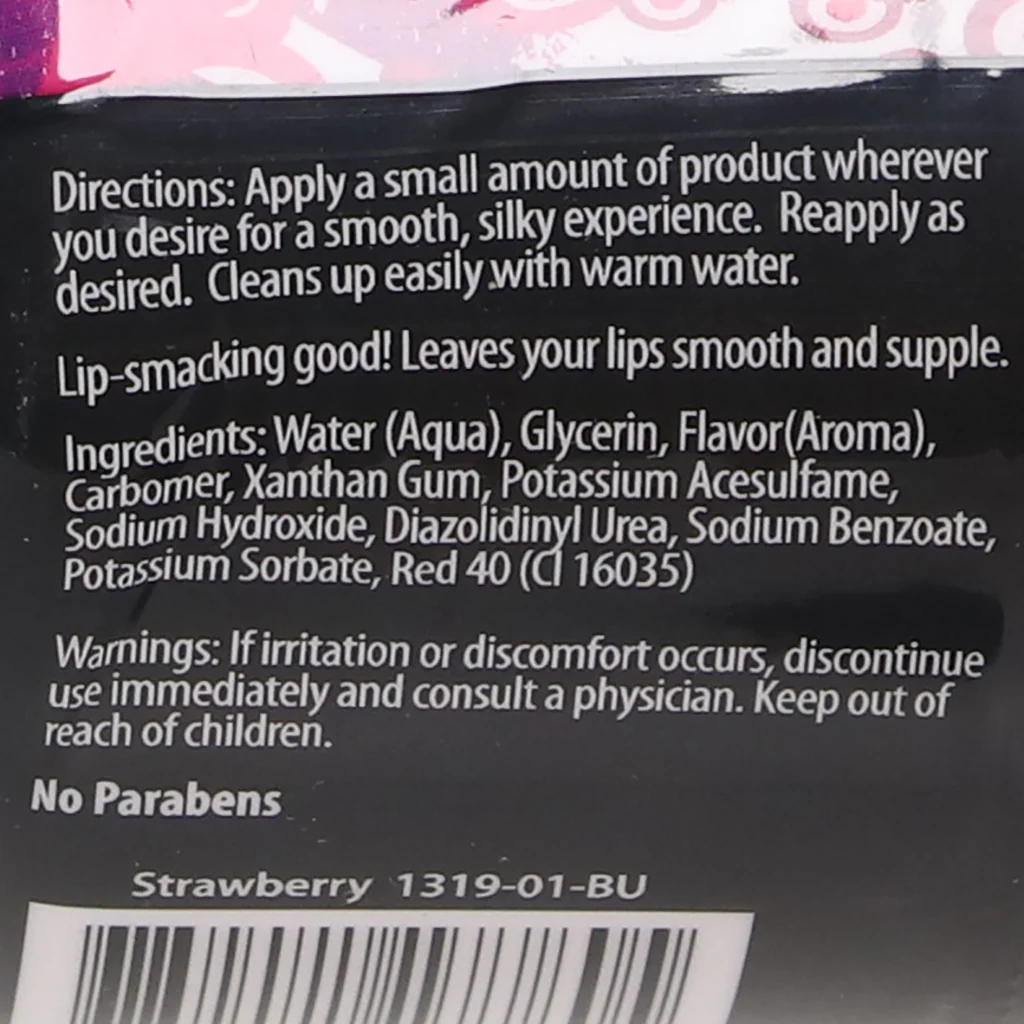 Directions: Apply a small amount of product wherever
you desire for a smooth, silky experience. Reapply as
desired. Cleans up easily with warm water.
Lip-smacking good! Leaves your lips smooth and supple.
Ingredients: Water (Aqua), Glycerin, Flavor(Aroma),
Carbomer, Xanthan Gum, Potassium Acesulfame,
Sodium Hydroxide, Diazolidinyl Urea, Sodium Benzoate,
Potassium Sorbate, Red 40 (CI 16035)
Warnings: If irritation or discomfort occurs, discontinue
use immediately and consult a physician. Keep out of
reach of children.
No Parabens
Strawberry 1319-01-BU